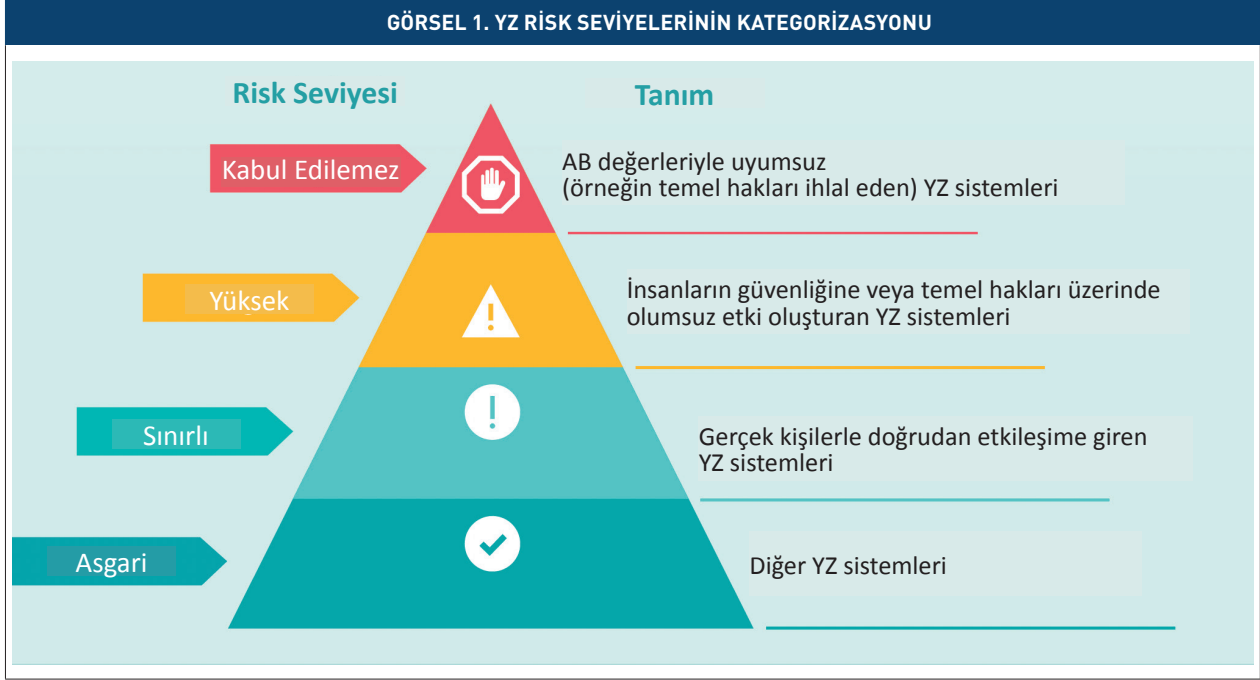 GÖRSEL 1. YZ RİSK SEVİYELERİNİN KATEGORİZASYONU
Risk Seviyesi
Tanım
Kabul Edilemez
AB değerleriyle uyumsuz
(örneğin temel hakları ihlal eden) YZ sistemleri
Yüksek
İnsanların güvenliğine veya temel hakları üzerinde
olumsuz etki oluşturan YZ sistemleri
Sınırlı
Gerçek kişilerle doğrudan etkileşime giren
YZ sistemleri
Asgari
Diğer YZ sistemleri